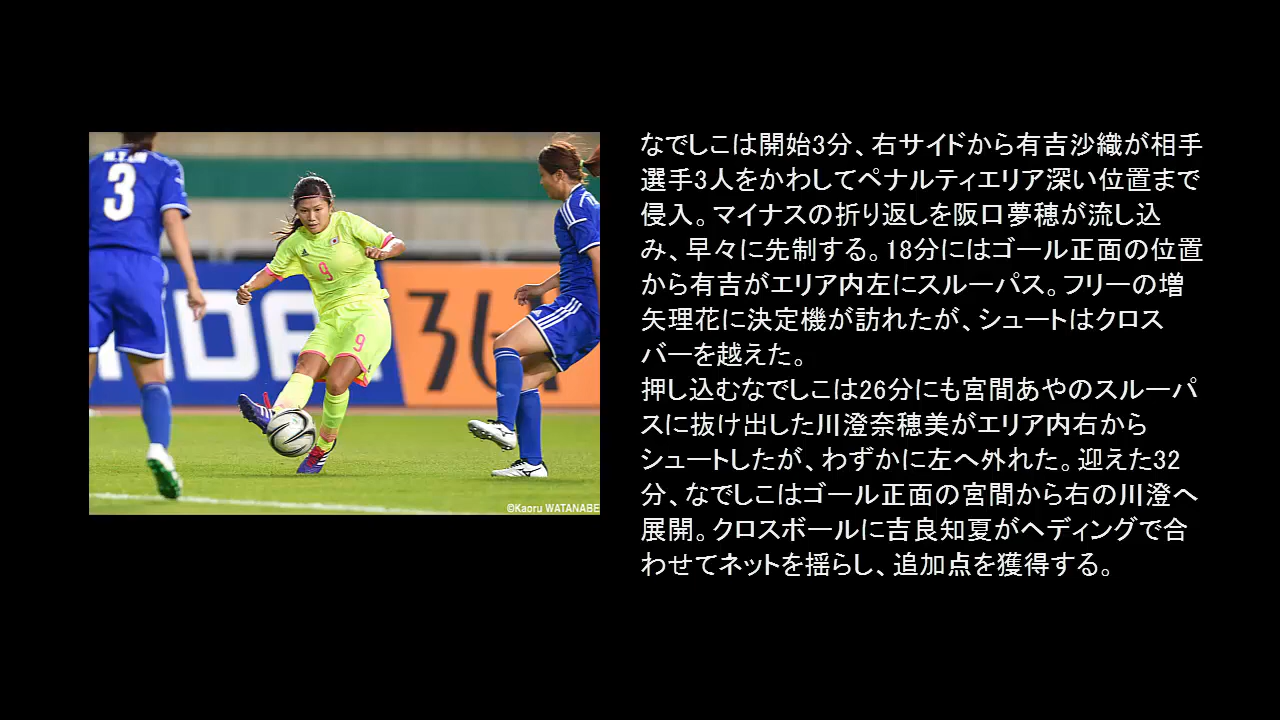 なでしこは開始3分、右サイドから有吉沙織が相手
選手3人をかわしてペナルティエリア深い位置まで
侵入。マイナスの折り返しを阪口夢穂が流し込
み、早々に先制する。18分にはゴール正面の位置
から有吉がエリア内左にスルーパス。フリーの増
矢理花に決定機が訪れたが、シュートはクロス
バーを越えた。
押し込むなでしこは26分にも宮間あやのスルーパ
スに抜け出した川澄奈穂美がエリア内右から
シュートしたが、わずかに左へ外れた。迎えた32
分、なでしこはゴール正面の宮間から右の川澄へ
展開。クロスボールに吉良知夏がヘディングで合
わせてネットを揺らし、追加点を獲得する。
3
9
9
©Kaoru WATANABE